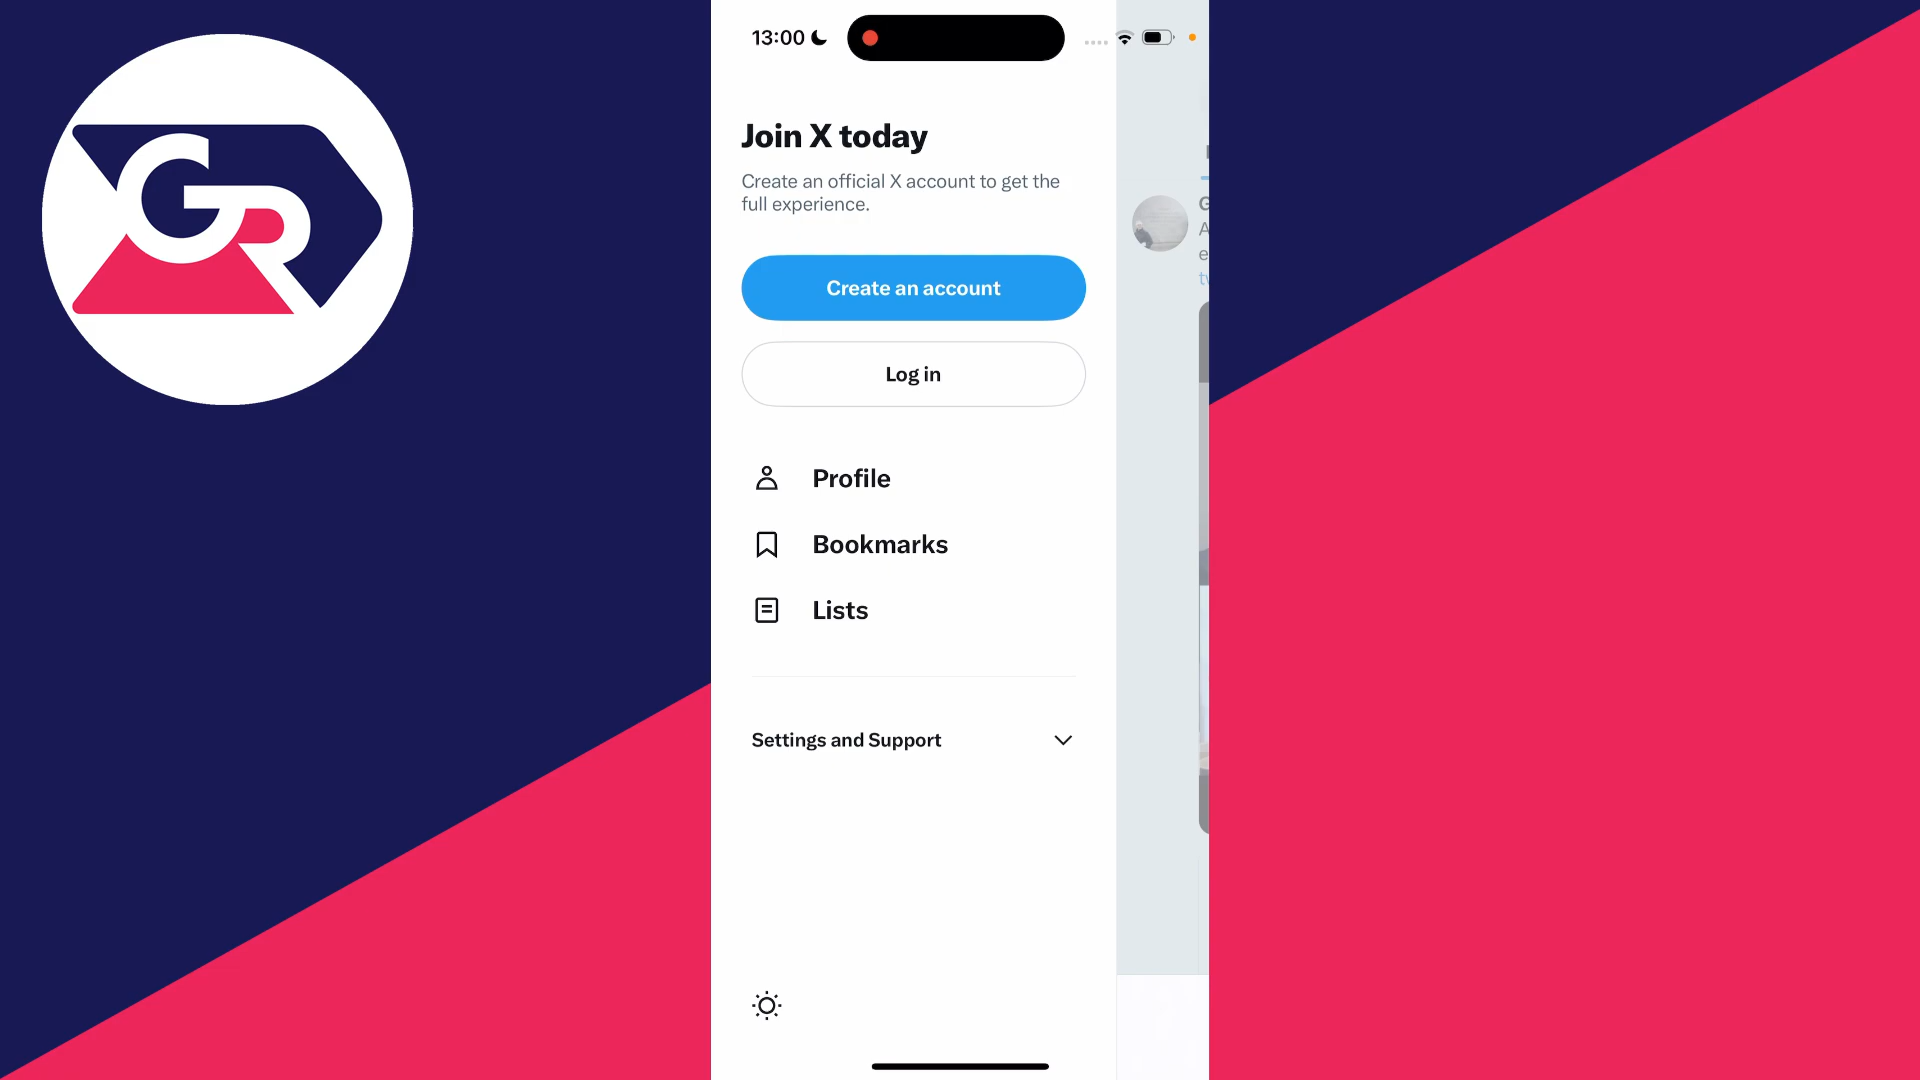 GR
13:00
Join X today
Create an official X account to get the
full experience.
Create an account
Log in
Profile
Bookmarks
Lists
Settings and Support